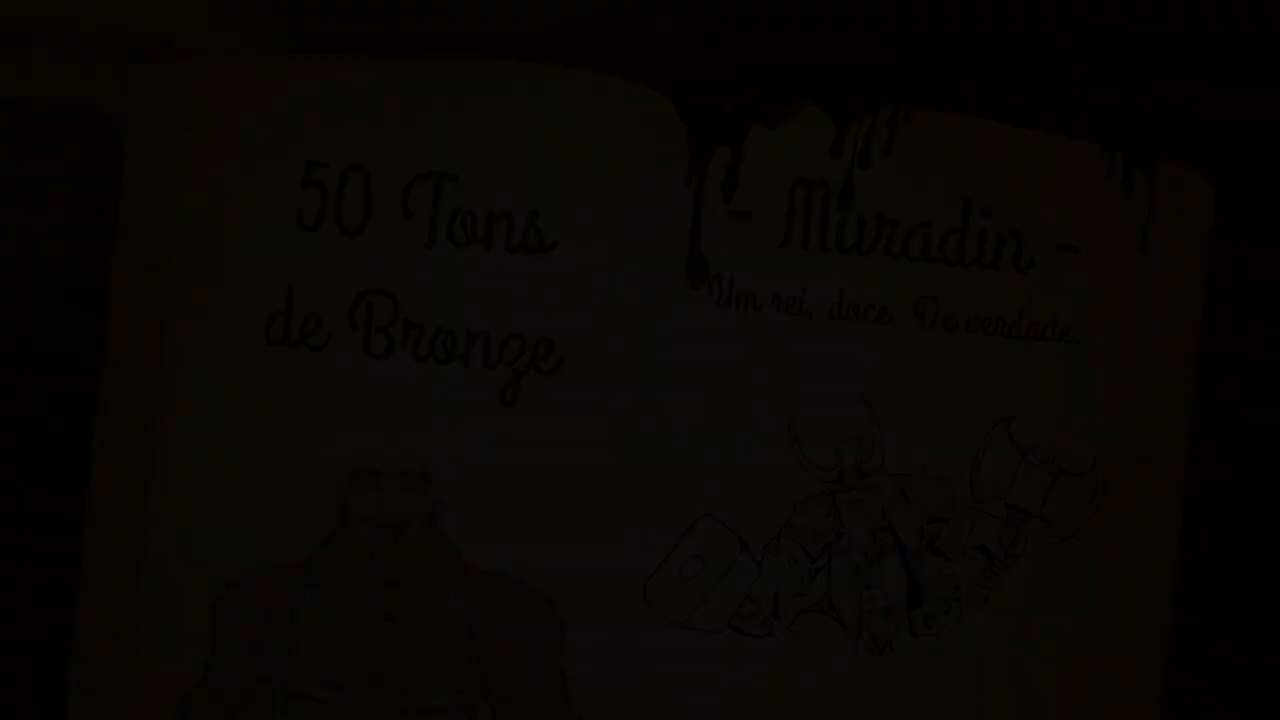 50 Tons
de Bronze
- Muradin -
Um rei, doce. De verdade.